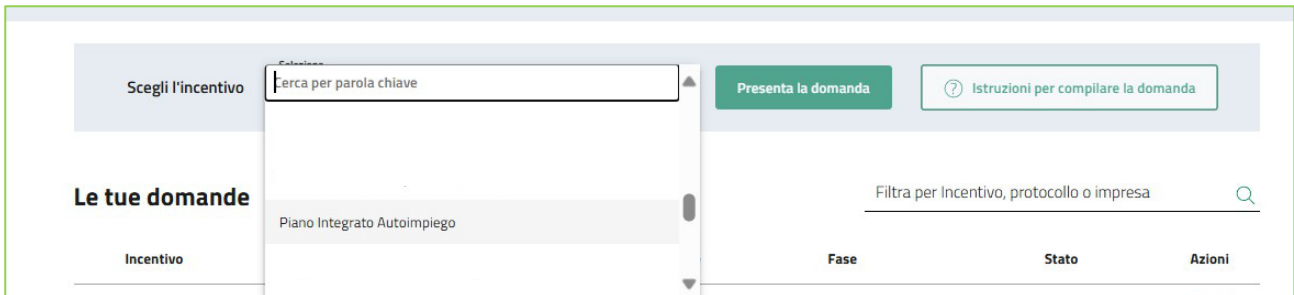 Scegli l'incentivo
Cerca per parola chiave
Presenta la domanda
? Istruzioni per compilare la domanda
Le tue domande
Filtra per Incentivo, protocollo o impresa
Piano Integrato Autoimpiego
Incentivo Fase Stato Azioni